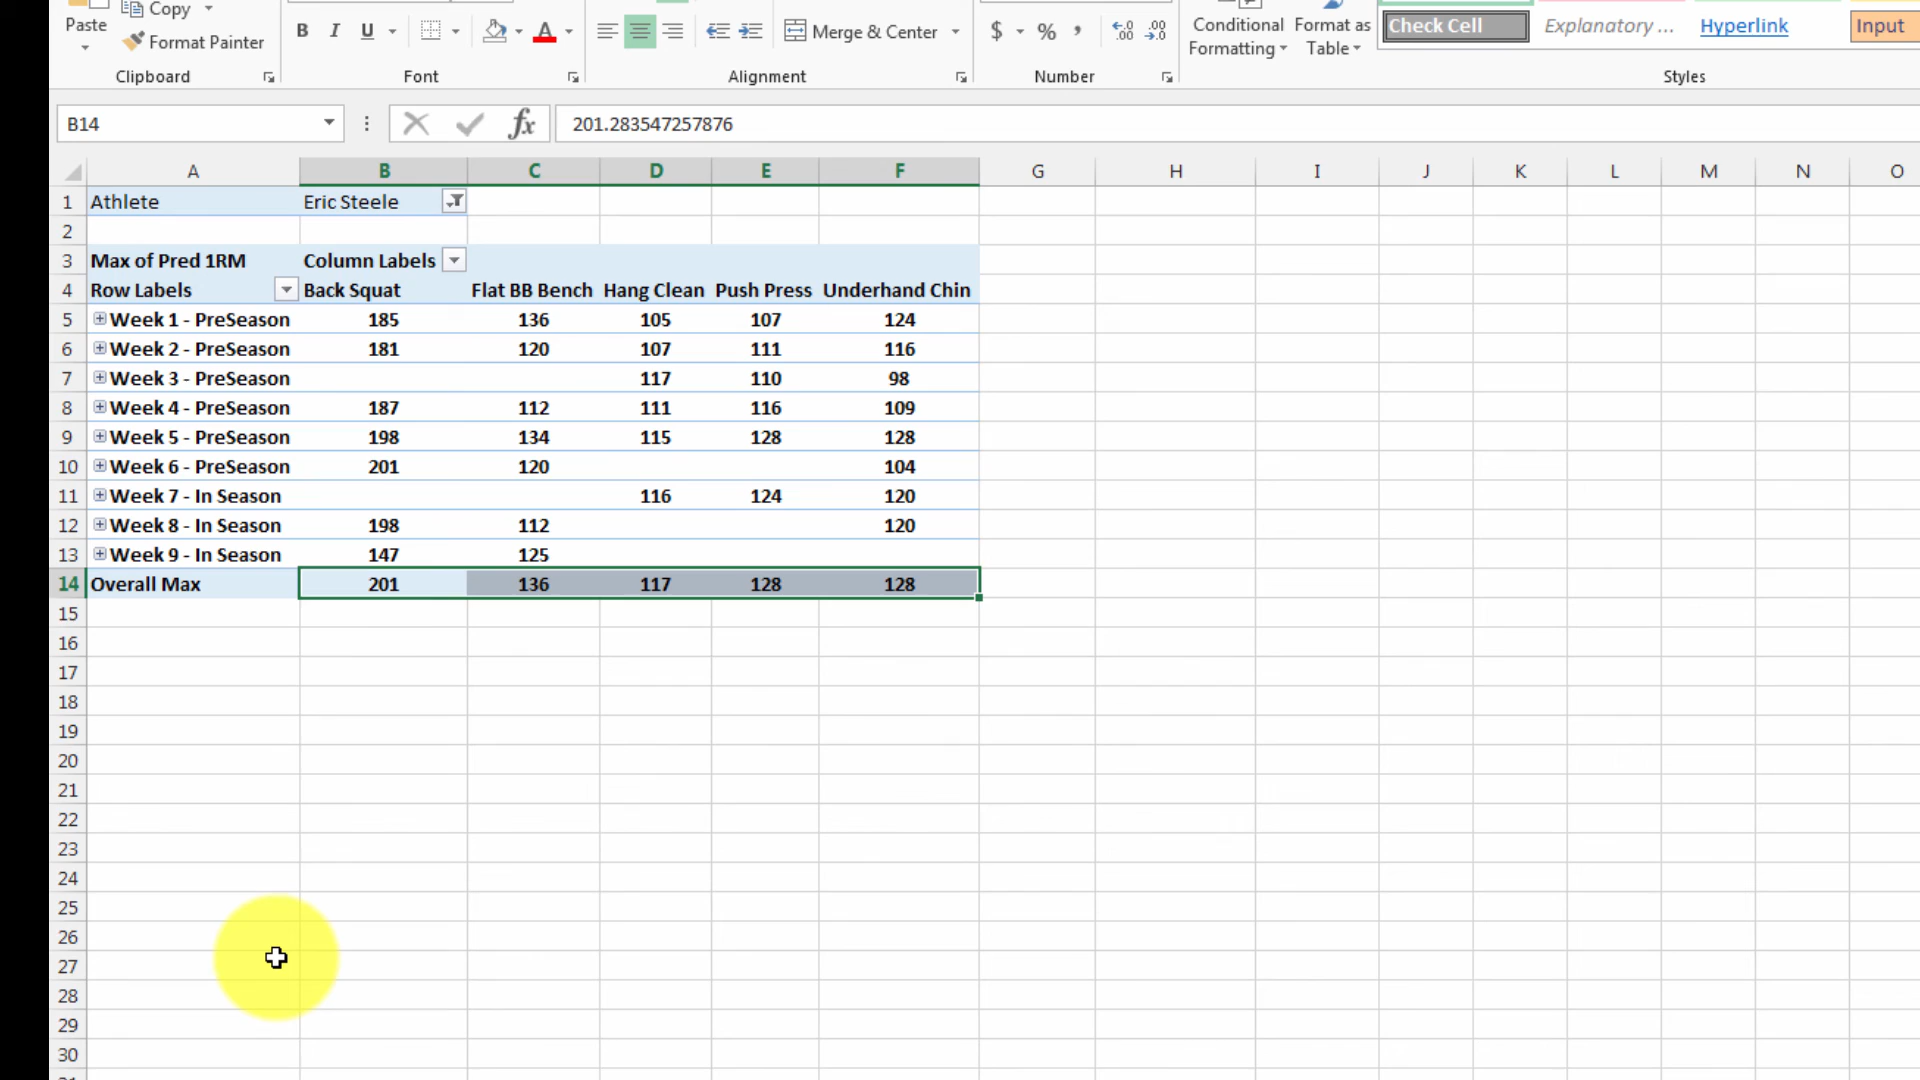 Copy
Paste
Format Painter
B I U A
Merge & Center
$ % ,
Conditional Formatting
Format as Table
Check Cell
Explanatory ...
Hyperlink
Input
Clipboard
Font
Alignment
Number
Styles
B14
fx
201.283547257876
A B C D E F G H I J K L M N O
1 Athlete Eric Steele
2
3 Max of Pred 1RM Column Labels
4 Row Labels Back Squat Flat BB Bench Hang Clean Push Press Underhand Chin
5 Week 1 - PreSeason 185 136 105 107 124
6 Week 2 - PreSeason 181 120 107 111 116
7 Week 3 - PreSeason 117 110 98
8 Week 4 - PreSeason 187 112 111 116 109
9 Week 5 - PreSeason 198 134 115 128 128
10 Week 6 - PreSeason 201 120 104
11 Week 7 - In Season 116 124 120
12 Week 8 - In Season 198 112 120
13 Week 9 - In Season 147 125
14 Overall Max 201 136 117 128 128
15
16
17
18
19
20
21
22
23
24
25
26
27
28
29
30